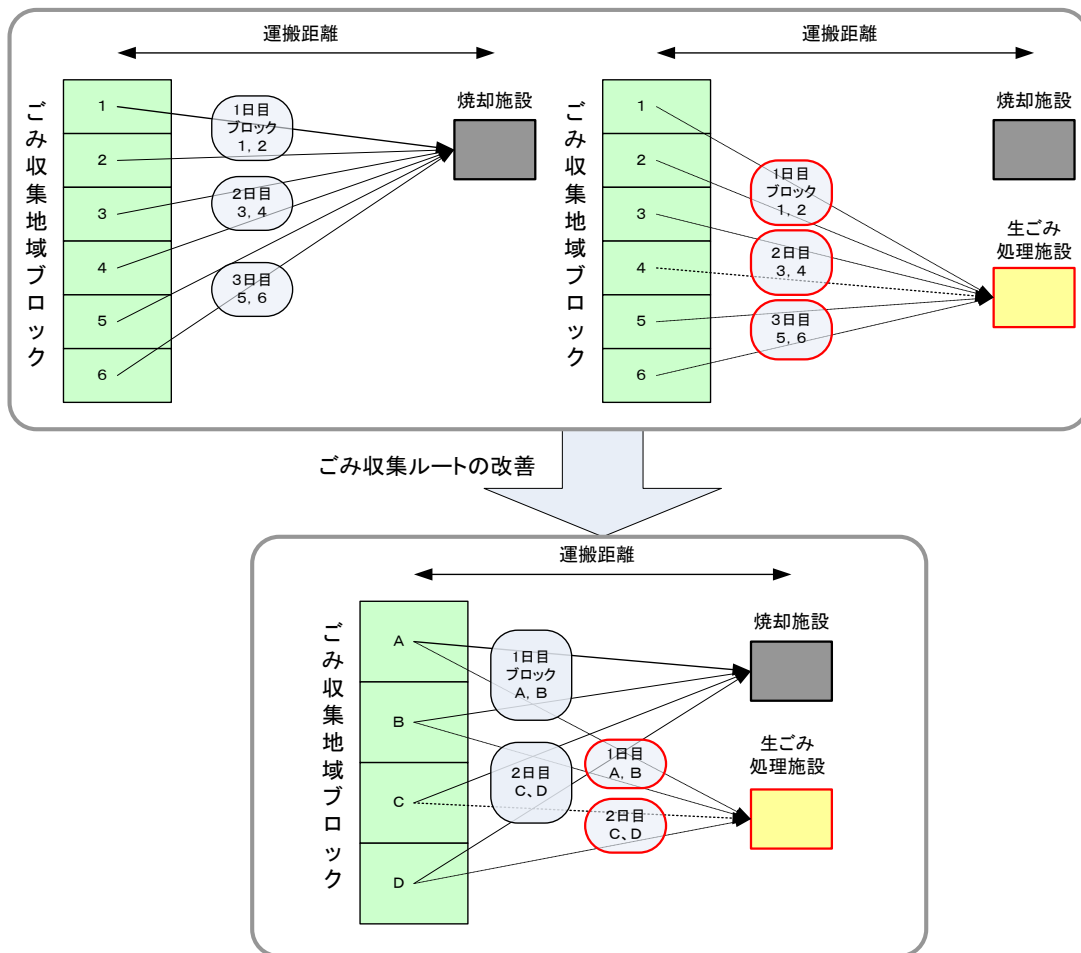 運搬距離
ごみ収集地域ブロック
1
2
3
4
5
6
1日目
ブロック
1, 2
2日目
3, 4
3日目
5, 6
焼却施設
運搬距離
ごみ収集地域ブロック
1
2
3
4
5
6
1日目
ブロック
1, 2
2日目
3, 4
3日目
5, 6
焼却施設
生ごみ
処理施設
ごみ収集ルートの改善
運搬距離
ごみ収集地域ブロック
A
B
C
D
1日目
ブロック
A, B
2日目
C、D
1日目
A, B
2日目
C、D
焼却施設
生ごみ
処理施設